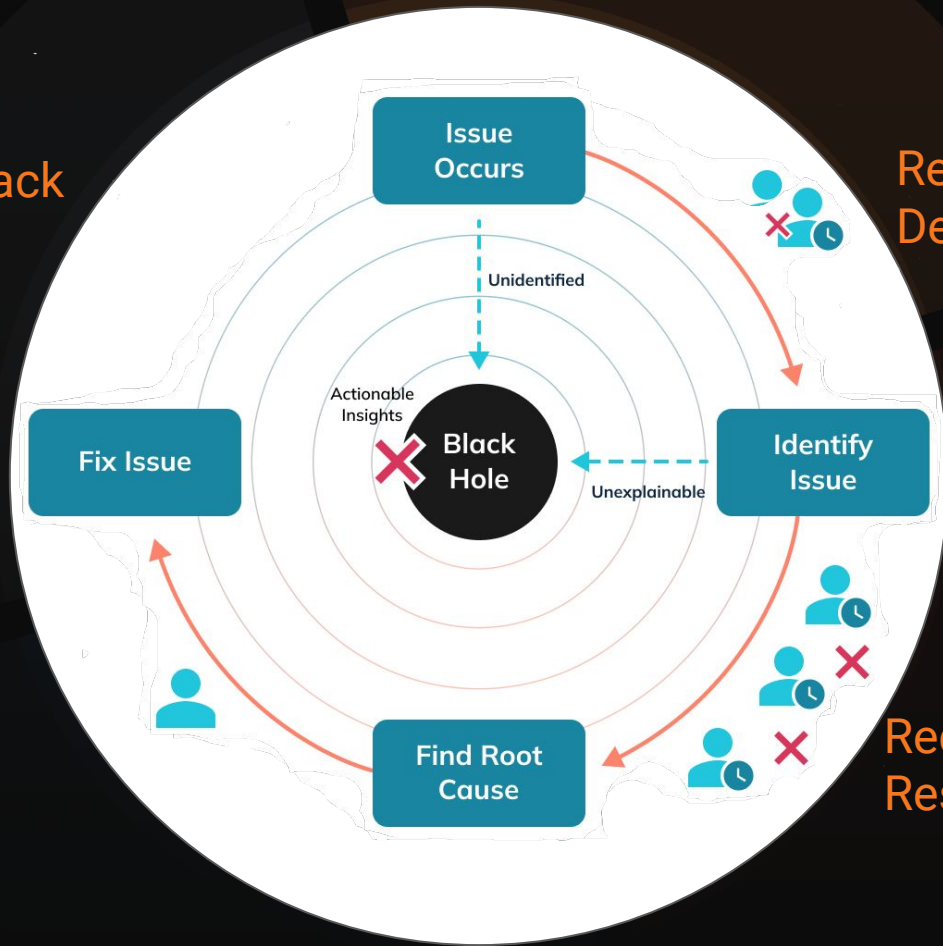 Issue
Occurs
ack
Re
De
Unidentified
Actionable
Insights
Black
Hole
Fix Issue
Identify
Issue
Unexplainable
Find Root
Cause
Re
Res